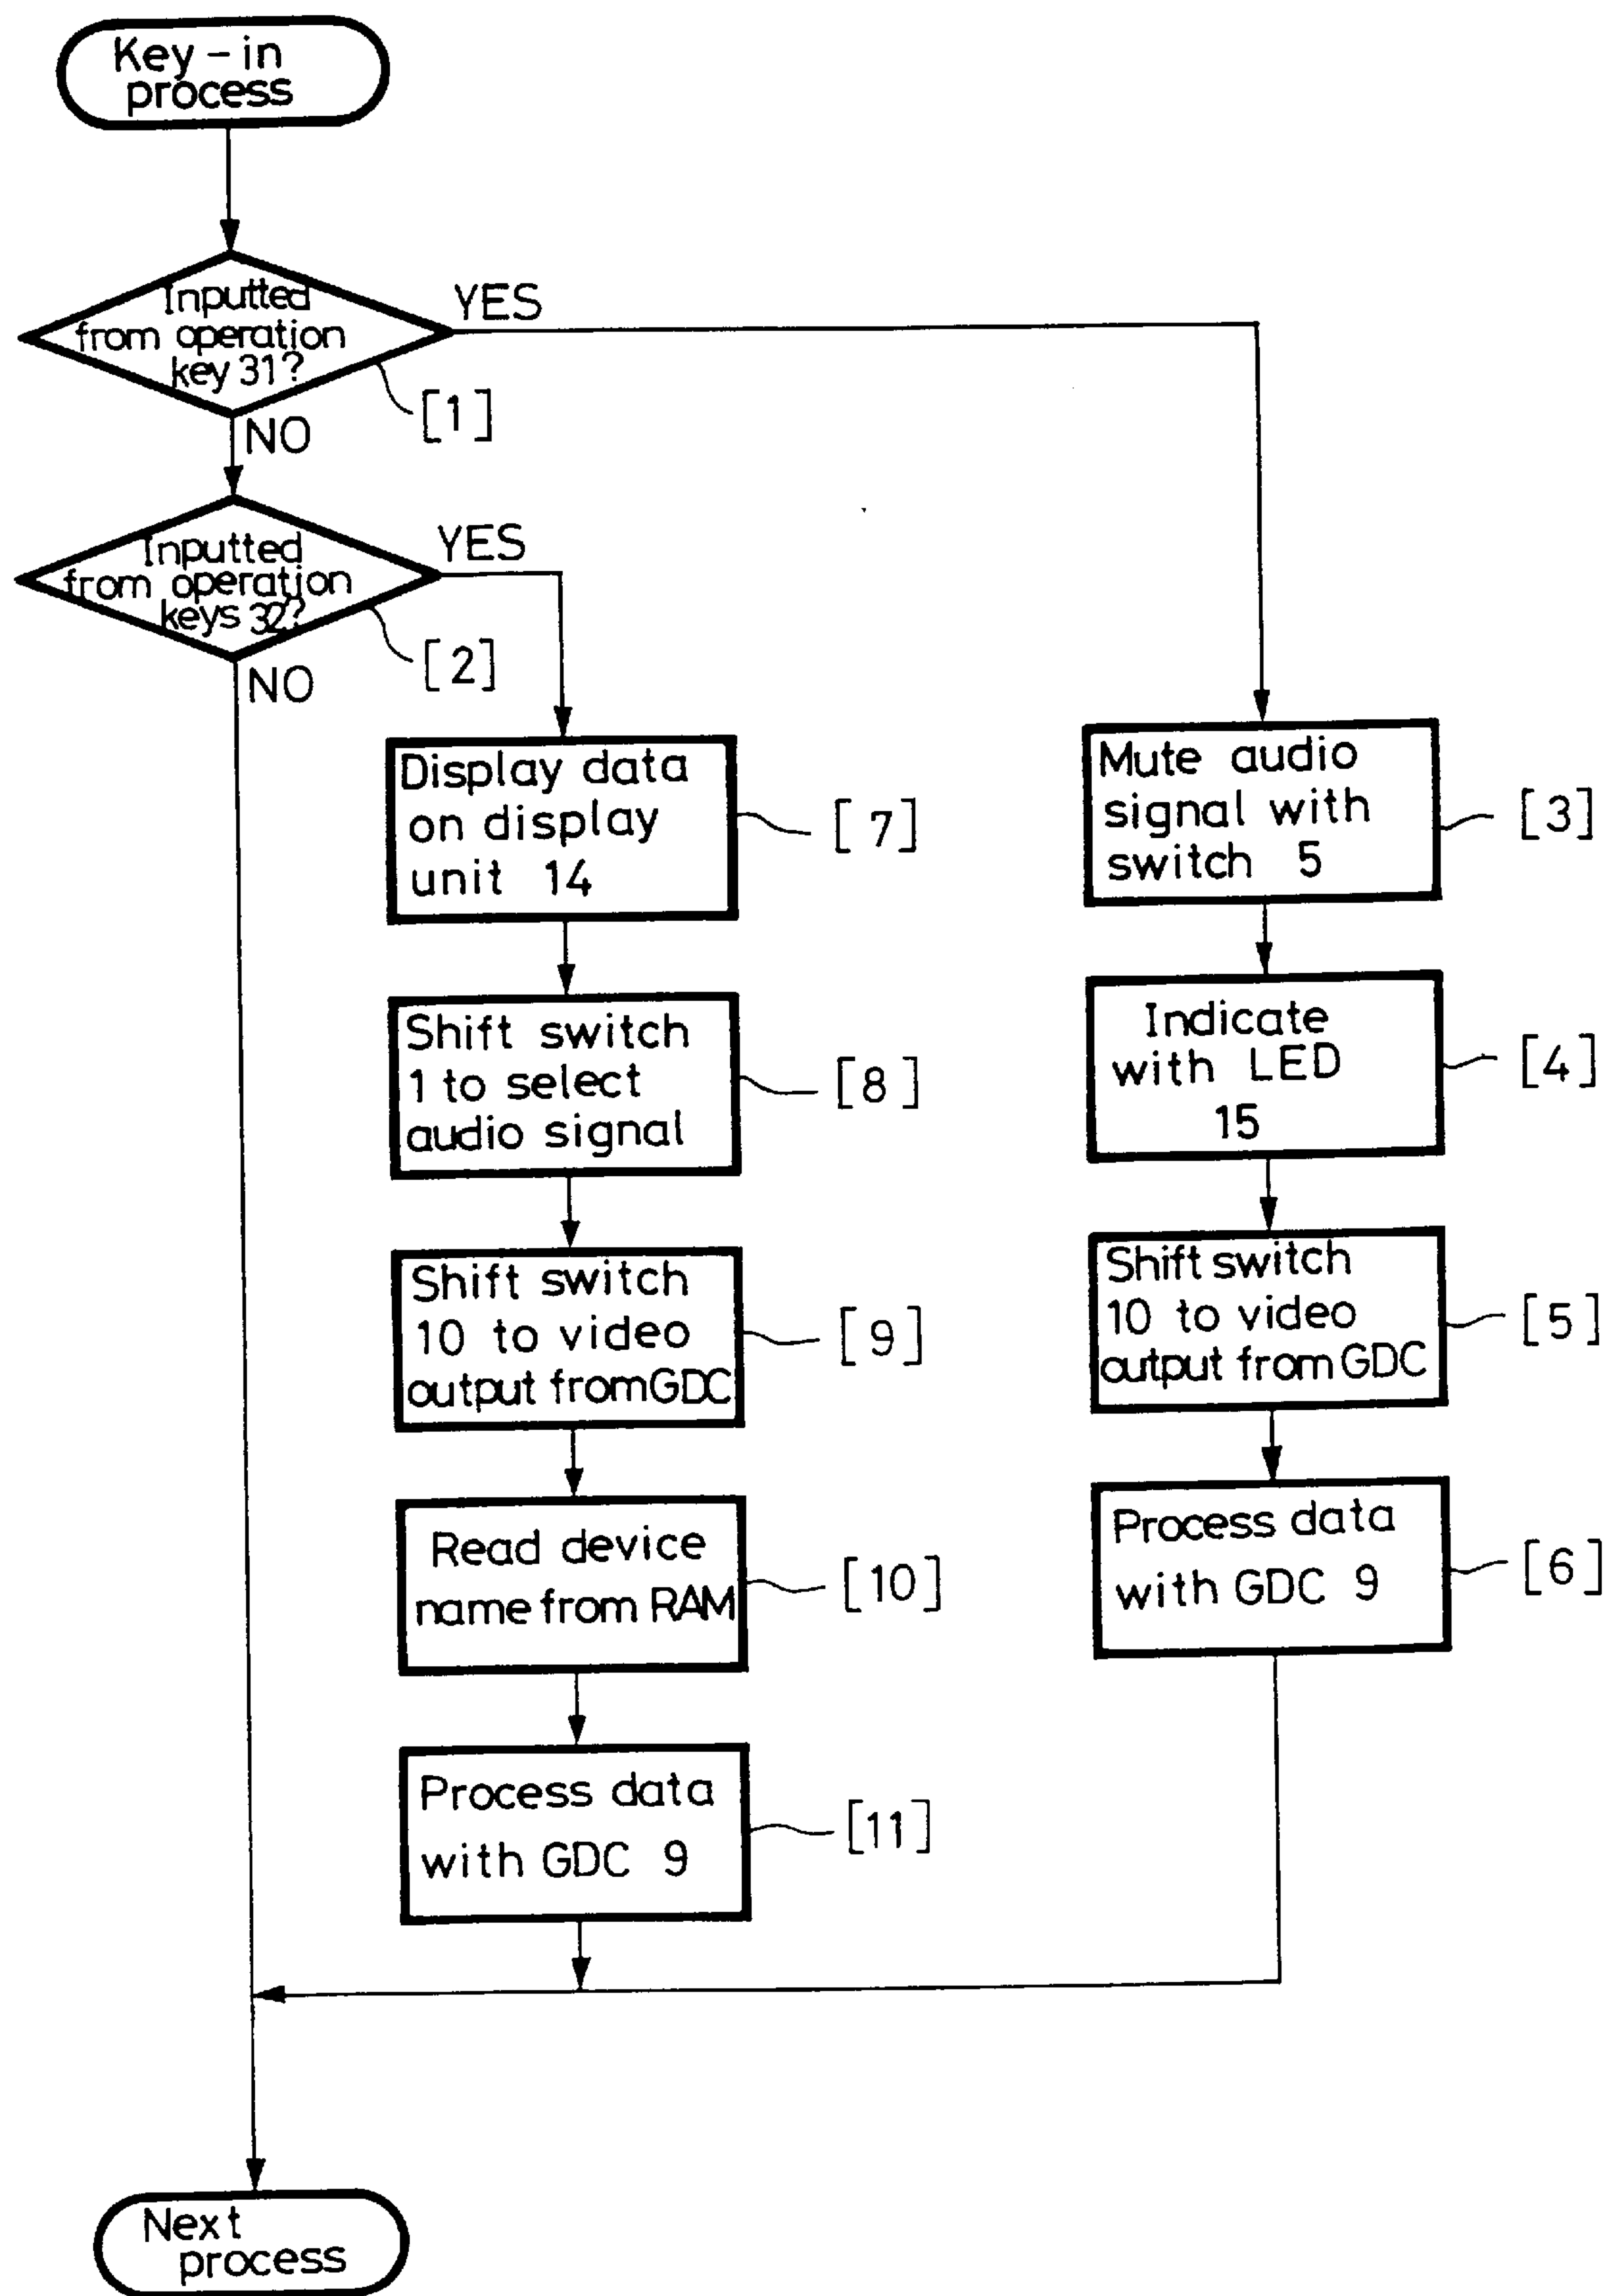 Key-in
process
Inputted
from operation
key 31?
YES
[1]
NO
Inputted
from operation
keys 32?
YES
[2]
NO
Display data
on display
unit 14
[7]
Shift switch
1 to select
audio signal
[8]
Shift switch
10 to video
output from GDC
[9]
Read device
name from RAM
[10]
Process data
with GDC 9
[11]
Mute audio
signal with
switch 5
[3]
Indicate
with LED
15
[4]
Shift switch
10 to video
output from GDC
[5]
Process data
with GDC 9
[6]
Next
process